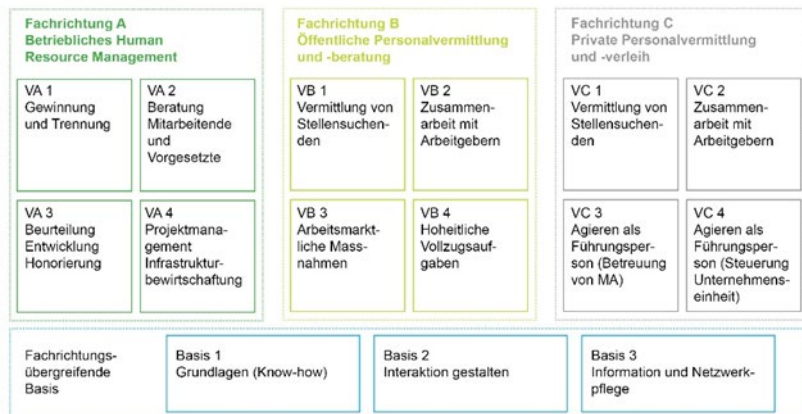 Fachrichtung A
Betriebliches Human
Resource Management
VA 1
Gewinnung
und Trennung
VA 2
Beratung
Mitarbeitende
und
Vorgesetzte
VA 3
Beurteilung
Entwicklung
Honorierung
VA 4
Projektmana-
gement
Infrastruktur-
bewirtschaftung
Fachrichtung B
Öffentliche Personalvermittlung
und -beratung
VB 1
Vermittlung von
Stellensuchen-
den
VB 2
Zusammen-
arbeit mit
Arbeitgebern
VB 3
Arbeitsmarkt-
liche Mass-
nahmen
VB 4
Hoheitliche
Vollzugsauf-
gaben
Fachrichtung C
Private Personalvermittlung
und -verleih
VC 1
Vermittlung von
Stellensuchen-
den
VC 2
Zusammen-
arbeit mit
Arbeitgebern
VC 3
Agieren als
Führungsper-
son (Betreuung
von MA)
VC 4
Agieren als
Führungsper-
son (Steuerung
Unternehmens-
einheit)
Fachrichtungs-
übergreifende
Basis
Basis 1
Grundlagen (Know-how)
Basis 2
Interaktion gestalten
Basis 3
Information und Netzwerk-
pflege